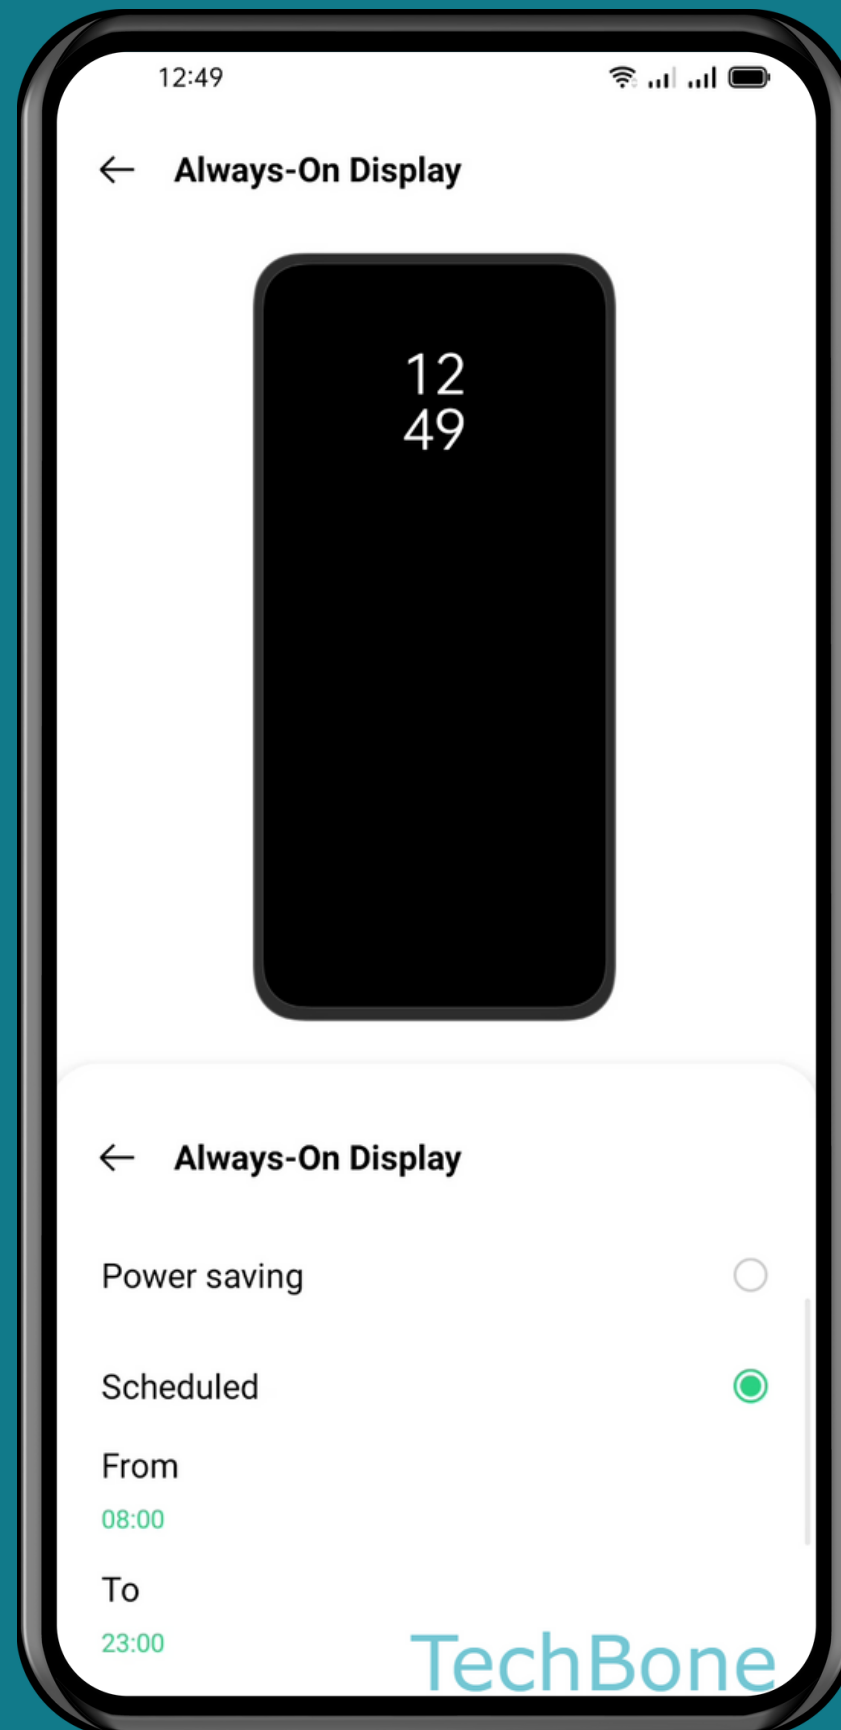 12:49
Always-On Display
12
49
Always-On Display
Power saving
Scheduled
From
08:00
To
23:00
TechBone